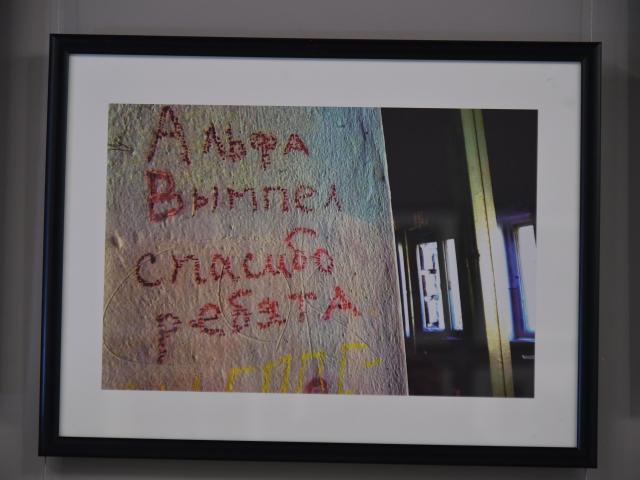 Альфа
Вымпел
спасибо
ребята